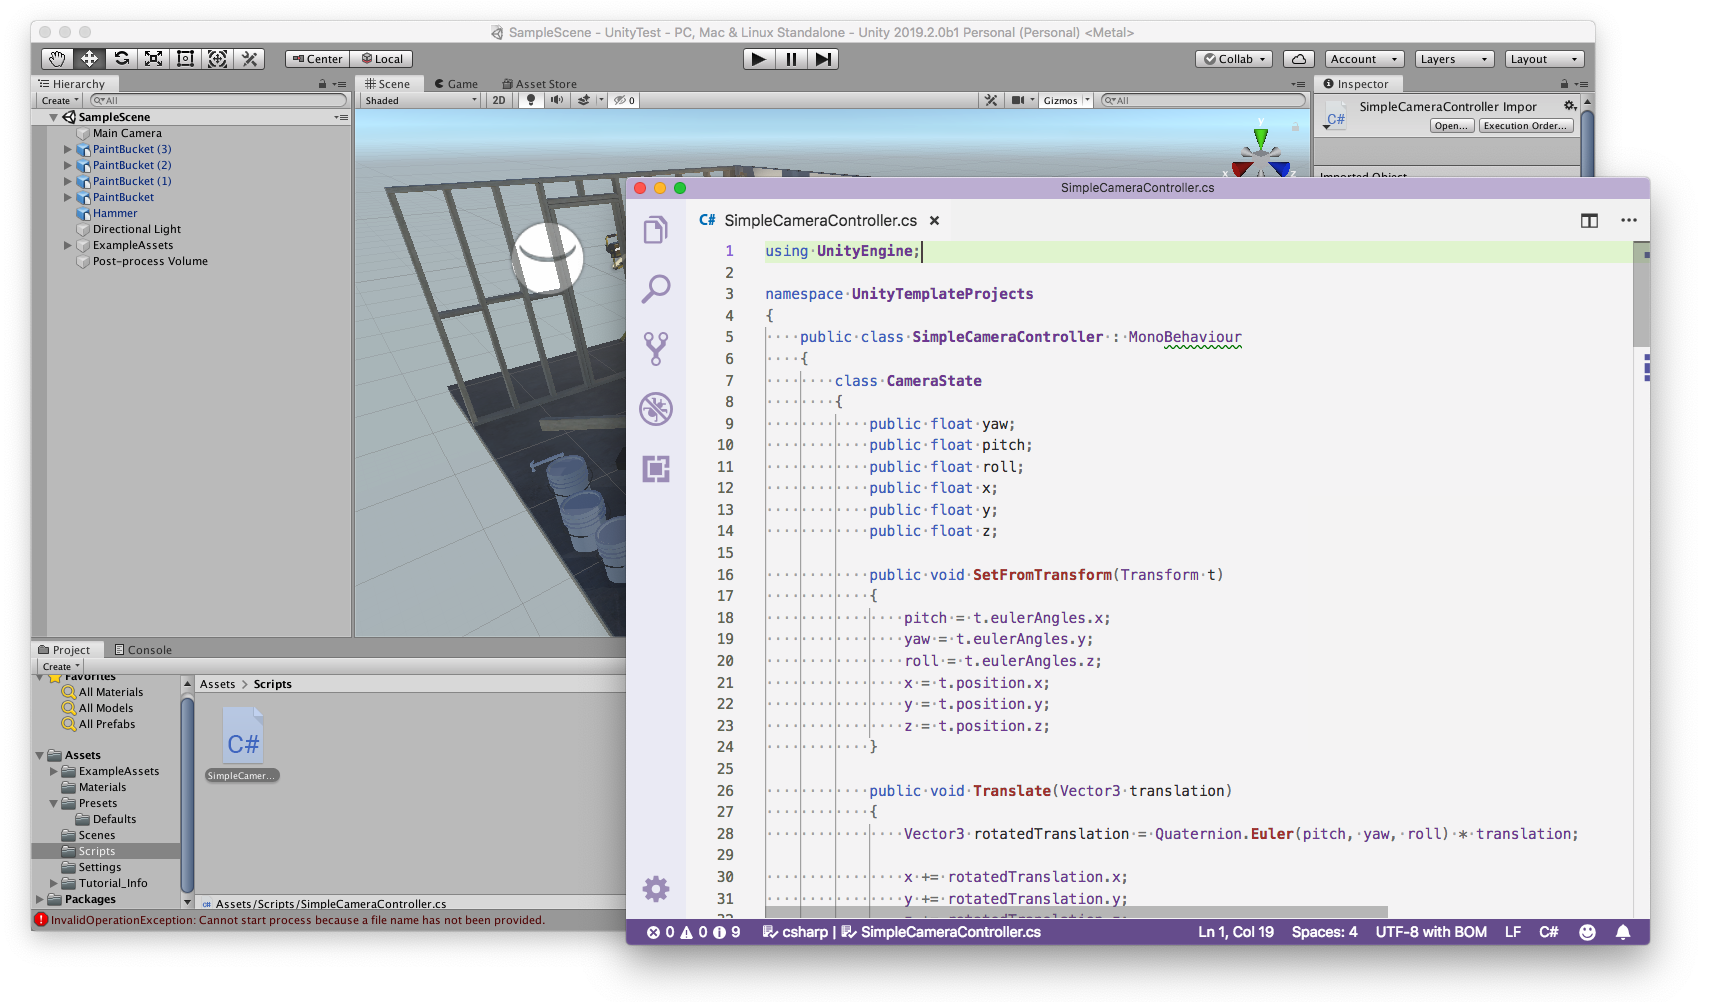 SampleScene - UnityTest - PC, Mac & Linux Standalone - Unity 2019.2.0b1 Personal (Personal) <Metal>
Center Local
Collab Account Layers Layout
Hierarchy
Create All
SampleScene
Main Camera
PaintBucket (3)
PaintBucket (2)
PaintBucket (1)
PaintBucket
Hammer
Directional Light
ExampleAssets
Post-process Volume
Scene Game Asset Store
Shaded 2D 0 Gizmos All
y
x z
Inspector
C# SimpleCameraController Impor
Open... Execution Order...
Imported Object
Project Console
Create
Favorites
All Materials
All Models
All Prefabs
Assets
ExampleAssets
Materials
Presets
Defaults
Scenes
Scripts
Settings
Tutorial_Info
Packages
Assets > Scripts
C#
SimpleCamer...
Assets/Scripts/SimpleCameraController.cs
InvalidOperationException: Cannot start process because a file name has not been provided.
SimpleCameraController.cs
C# SimpleCameraController.cs
1 using UnityEngine;
2
3 namespace UnityTemplateProjects
4 {
5 public class SimpleCameraController : MonoBehaviour
6 {
7 class CameraState
8 {
9 public float yaw;
10 public float pitch;
11 public float roll;
12 public float x;
13 public float y;
14 public float z;
15
16 public void SetFromTransform(Transform t)
17 {
18 pitch = t.eulerAngles.x;
19 yaw = t.eulerAngles.y;
20 roll = t.eulerAngles.z;
21 x = t.position.x;
22 y = t.position.y;
23 z = t.position.z;
24 }
25
26 public void Translate(Vector3 translation)
27 {
28 Vector3 rotatedTranslation = Quaternion.Euler(pitch, yaw, roll) * translation;
29
30 x += rotatedTranslation.x;
31 y += rotatedTranslation.y;
0 0 9 csharp | SimpleCameraController.cs Ln 1, Col 19 Spaces: 4 UTF-8 with BOM LF C#